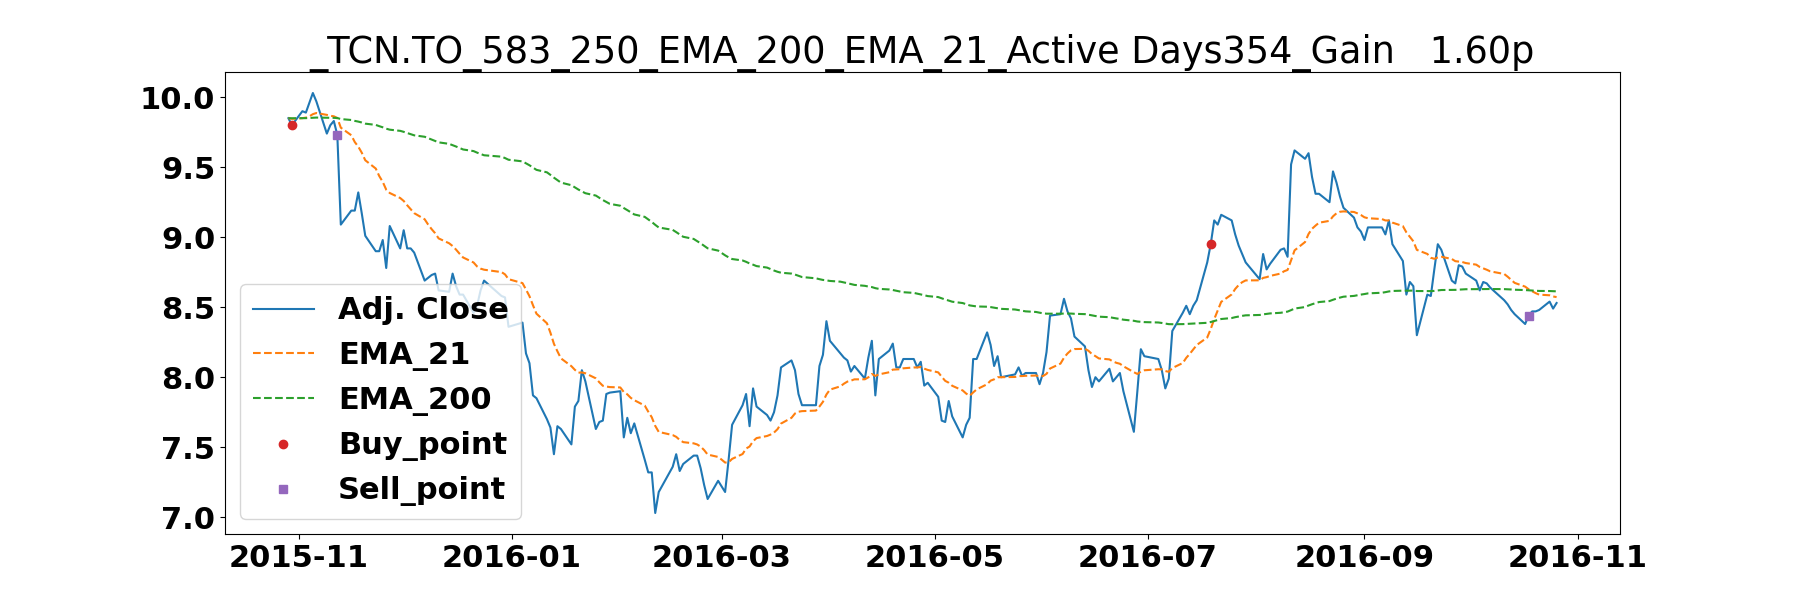 _TCN.TO_583_250_EMA_200_EMA_21_Active Days354_Gain   1.60p
10.0
9.5
9.0
8.5
8.0
7.5
7.0
Adj. Close
EMA_21
EMA_200
Buy_point
Sell_point
2015-11 2016-01 2016-03 2016-05 2016-07 2016-09 2016-11